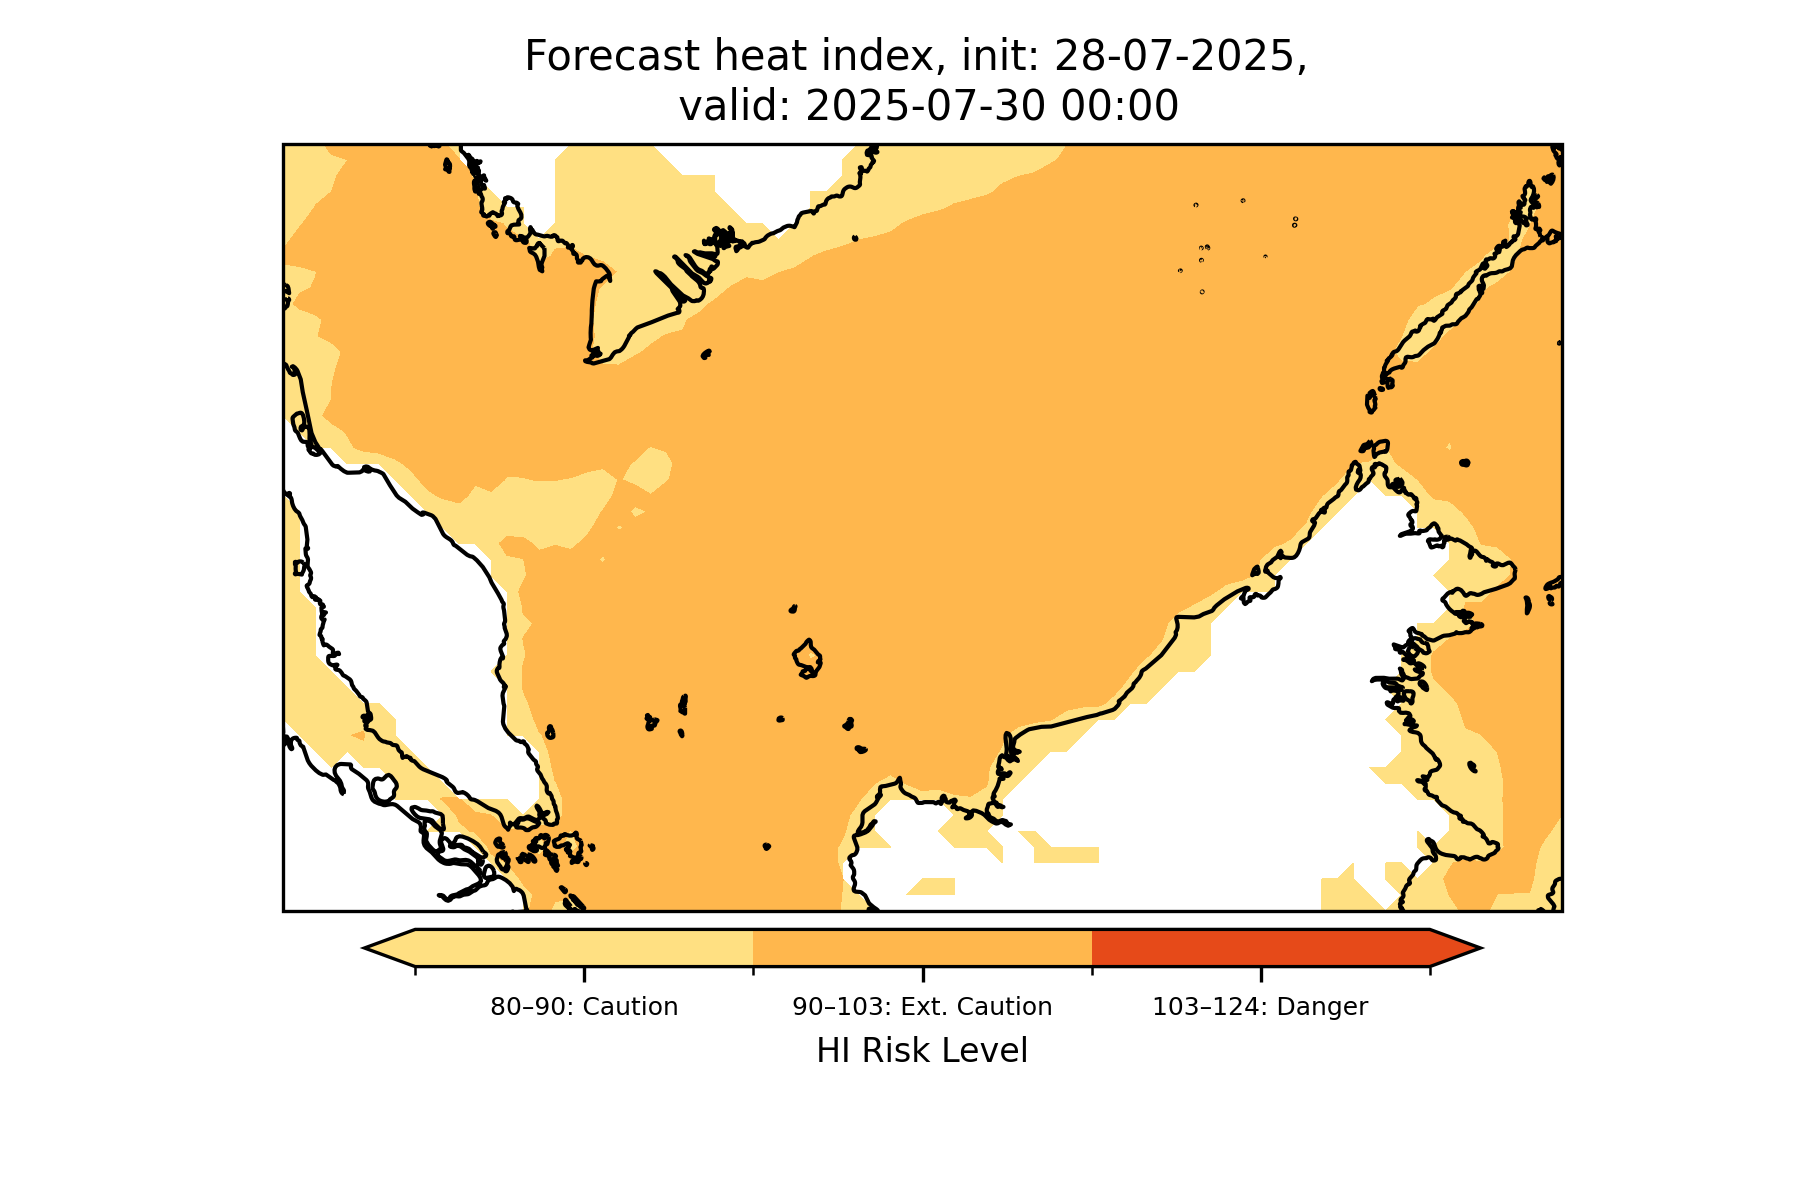 Forecast heat index, init: 28-07-2025,
valid: 2025-07-30 00:00
80–90: Caution
90–103: Ext. Caution
103–124: Danger
HI Risk Level